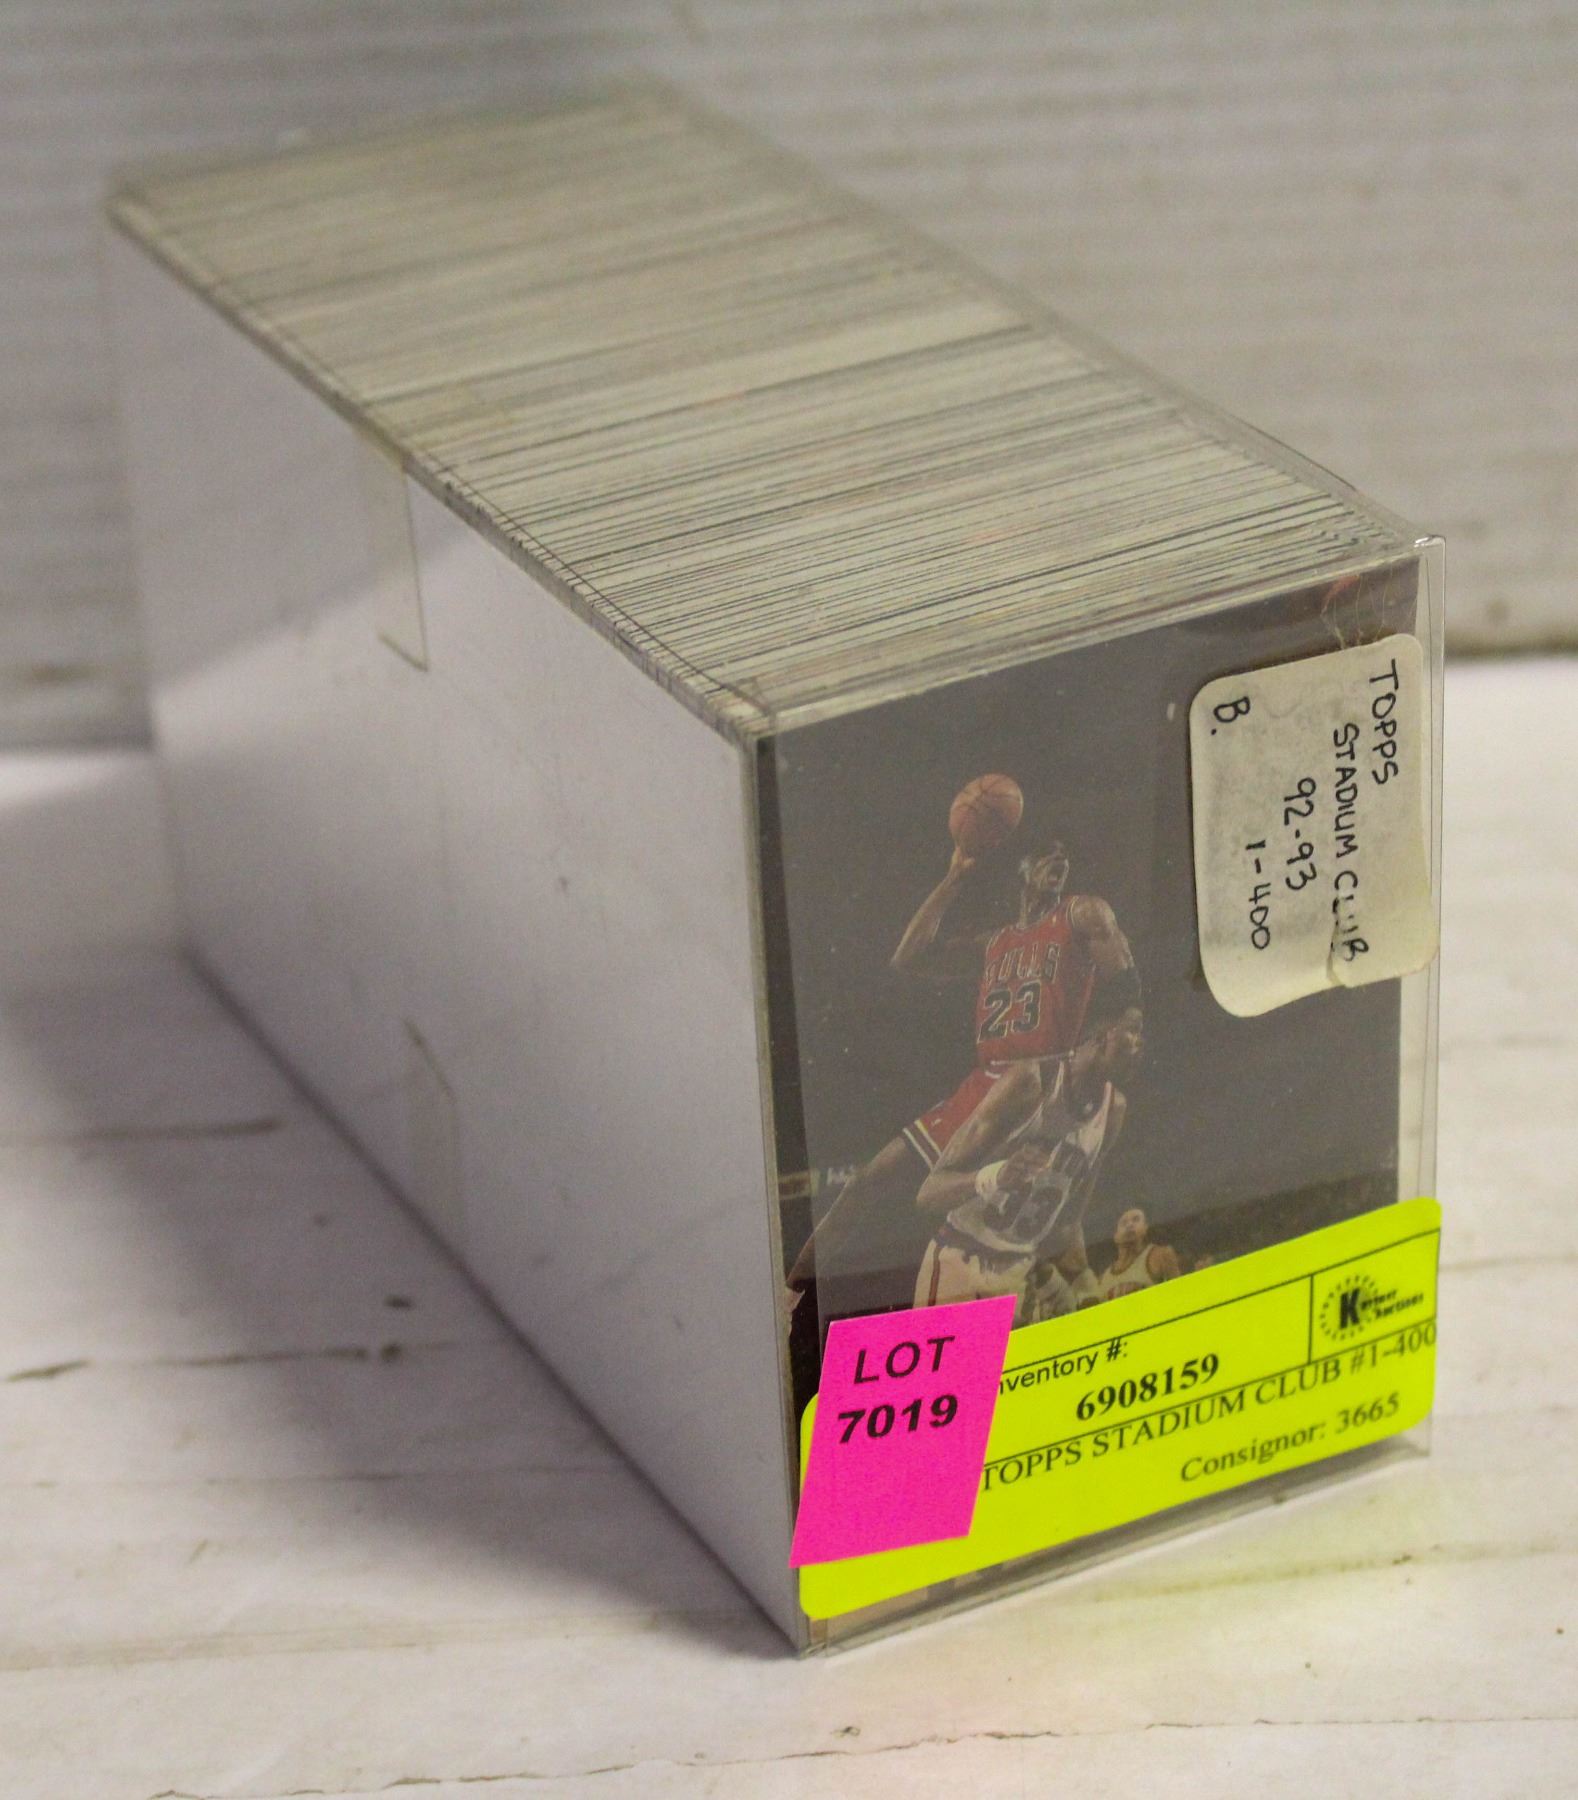 TOPPS
STADIUM CLUB
92-93
1-400
B.
BULLS
23
33
LOT
7019
Inventory #:
6908159
TOPPS STADIUM CLUB #1-400
Consignor: 3665
Auctions